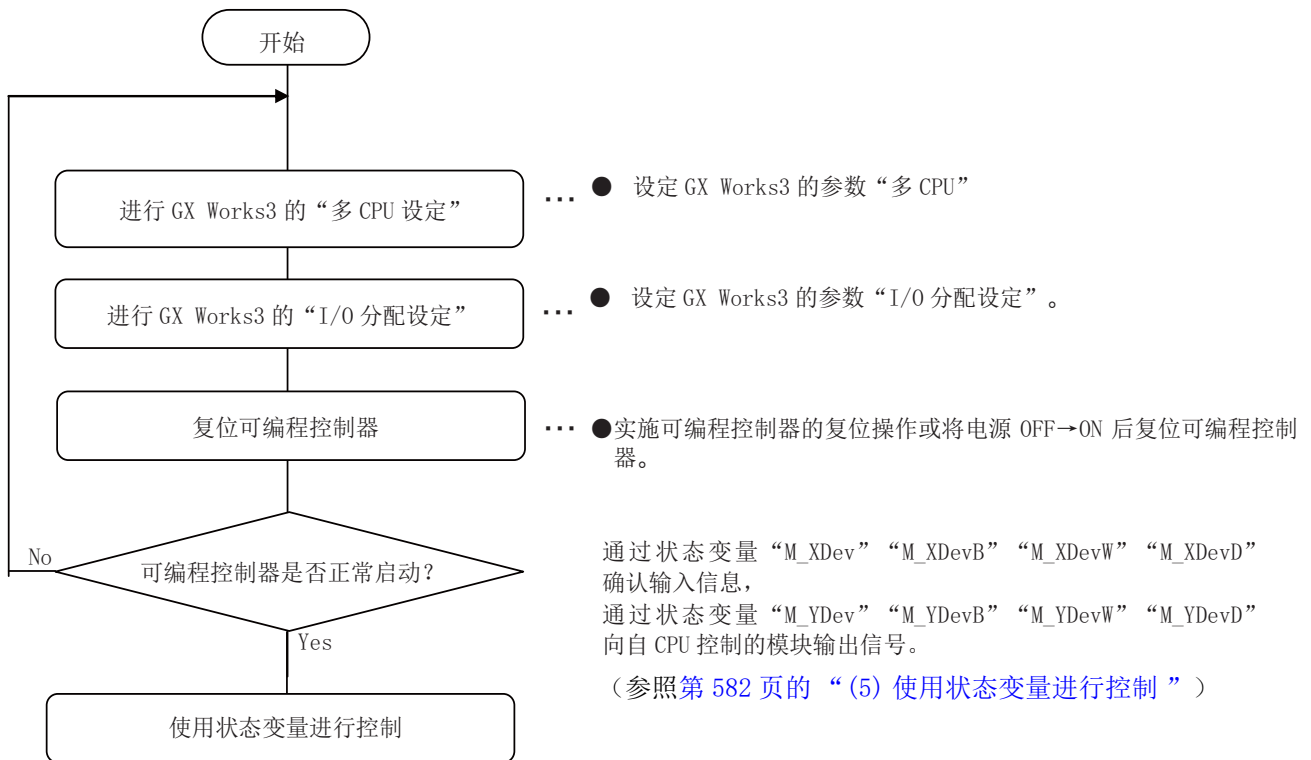 开始
进行 GX Works3 的“多 CPU 设定”
... ● 设定 GX Works3 的参数“多 CPU”
进行 GX Works3 的“I/O 分配设定”
... ● 设定 GX Works3 的参数“I/O 分配设定”。
复位可编程控制器
... ●实施可编程控制器的复位操作或将电源 OFF→ON 后复位可编程控制
器。
No
可编程控制器是否正常启动？
Yes
通过状态变量“M_XDev”“M_XDevB”“M_XDevW”“M_XDevD”
确认输入信息，
通过状态变量“M_YDev”“M_YDevB”“M_YDevW”“M_YDevD”
向自 CPU 控制的模块输出信号。
（参照第 582 页的 “(5) 使用状态变量进行控制 ”）
使用状态变量进行控制